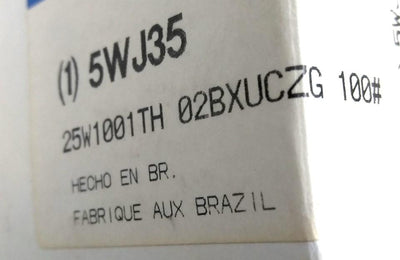 (1) 5WJ35
25W1001TH 02BXUCZG 100#
HECHO EN BR.
FABRIQUE AUX BRAZIL